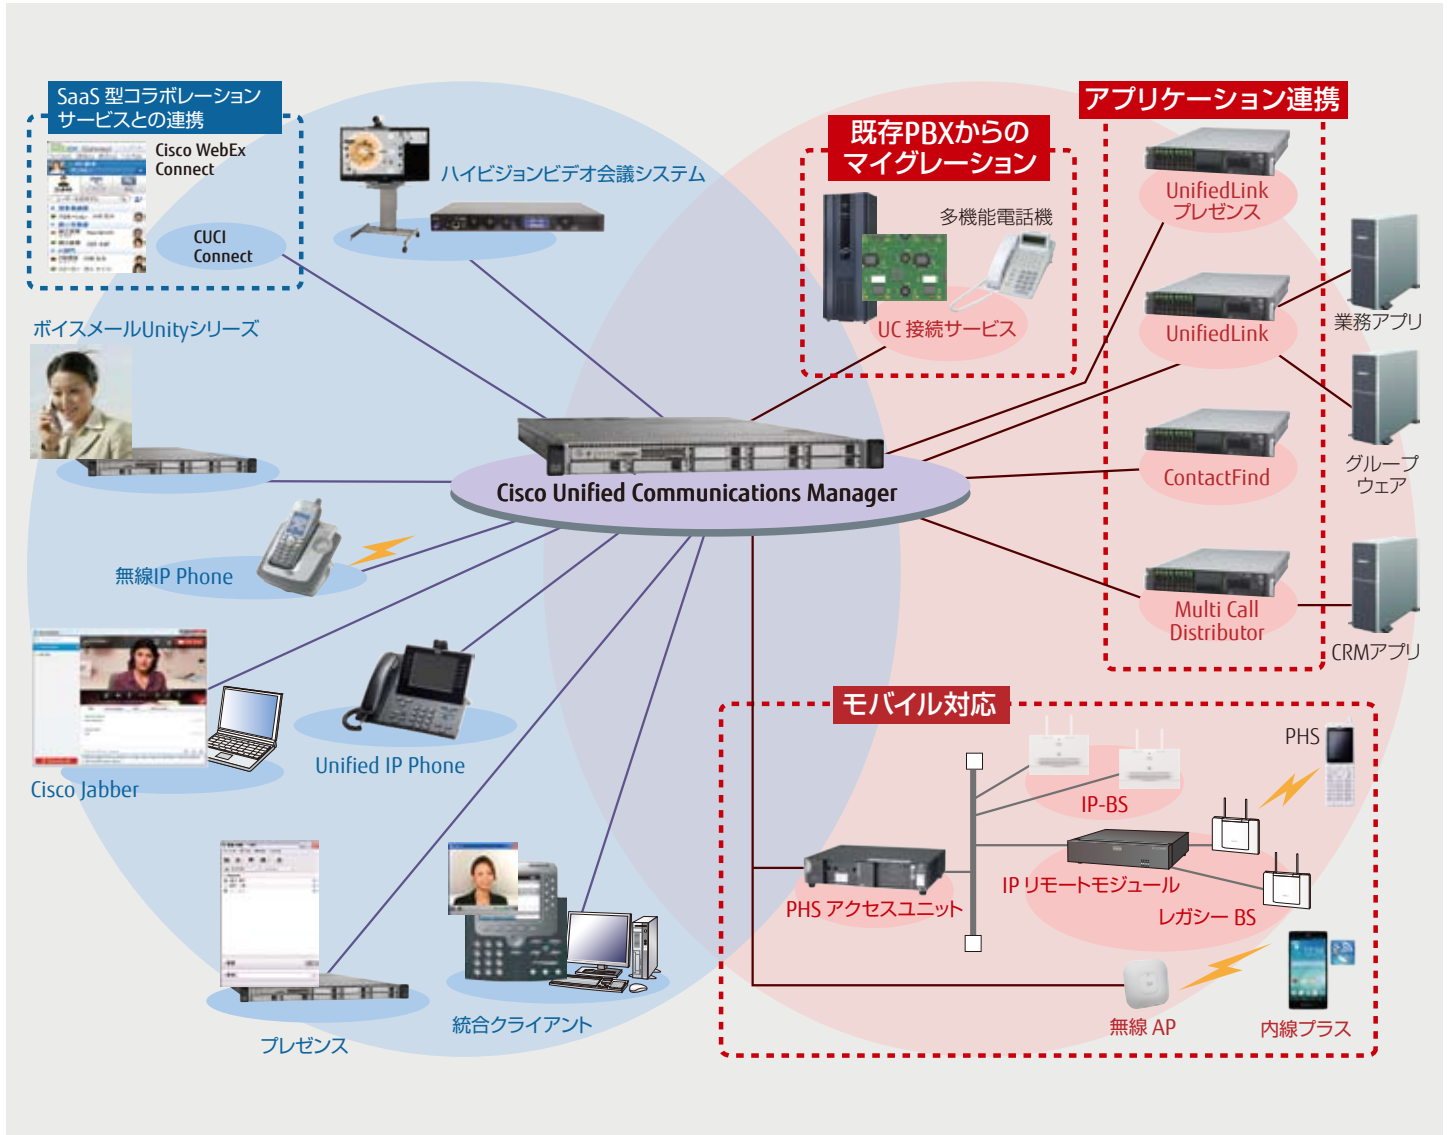 SaaS 型コラボレーション
サービスとの連携
Cisco WebEx
Connect
CUCI
Connect
ハイビジョンビデオ会議システム
ボイスメールUnityシリーズ
無線IP Phone
Cisco Jabber
Unified IP Phone
プレゼンス
統合クライアント
Cisco Unified Communications Manager
既存PBXからの
マイグレーション
多機能電話機
UC 接続サービス
アプリケーション連携
UnifiedLink
プレゼンス
UnifiedLink
ContactFind
Multi Call
Distributor
業務アプリ
グループ
ウェア
CRMアプリ
モバイル対応
PHS
IP-BS
IP リモートモジュール
PHS アクセスユニット
レガシー BS
無線 AP
内線プラス